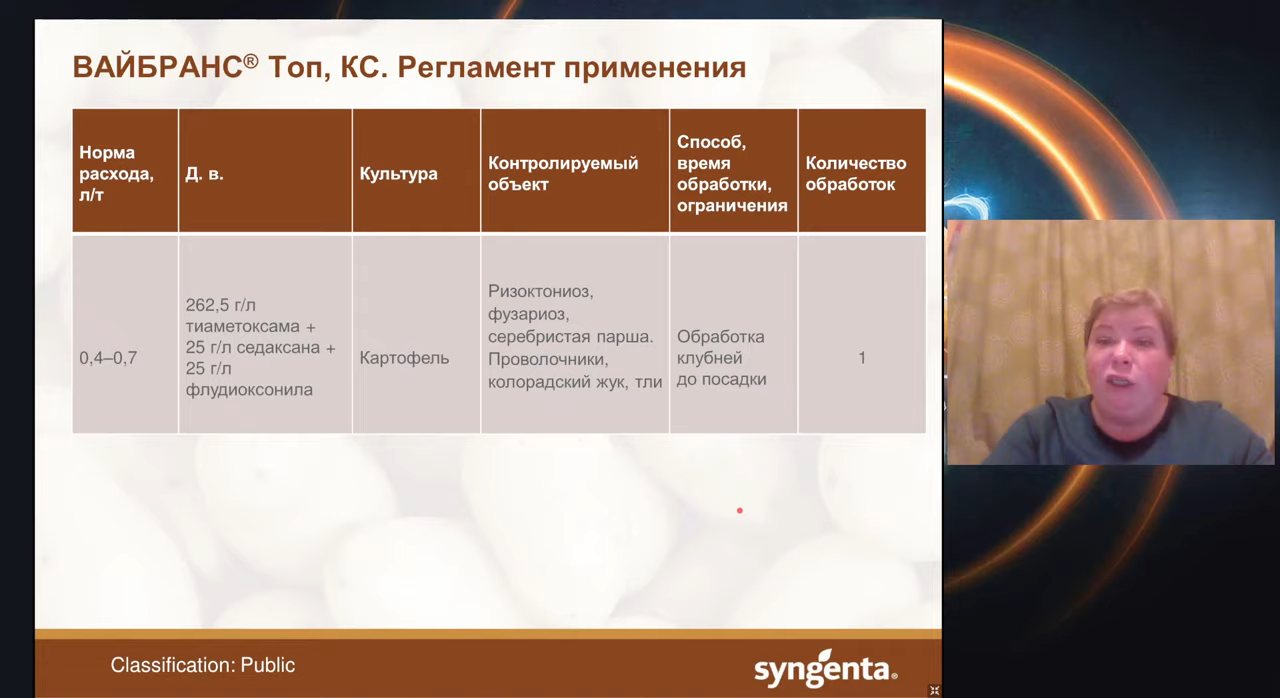 ВАЙБРАНС® Топ, КС. Регламент применения
Норма
расхода,
л/т
Д. в.
Культура
Контролируемый
объект
Способ,
время
обработки,
ограничения
Количество
обработок
0,4–0,7
262,5 г/л
тиаметоксама +
25 г/л седаксана +
25 г/л
флудиоксонила
Картофель
Ризоктониоз,
фузариоз,
серебристая парша.
Проволочники,
колорадский жук, тли
Обработка
клубней
до посадки
1
Classification: Public
syngenta®